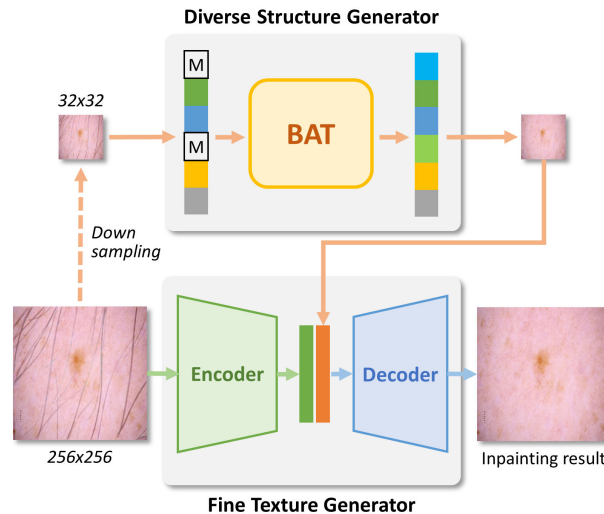 Diverse Structure Generator
M
32x32
M
BAT
Down
sampling
Encoder
Decoder
256x256
Inpainting result
Fine Texture Generator